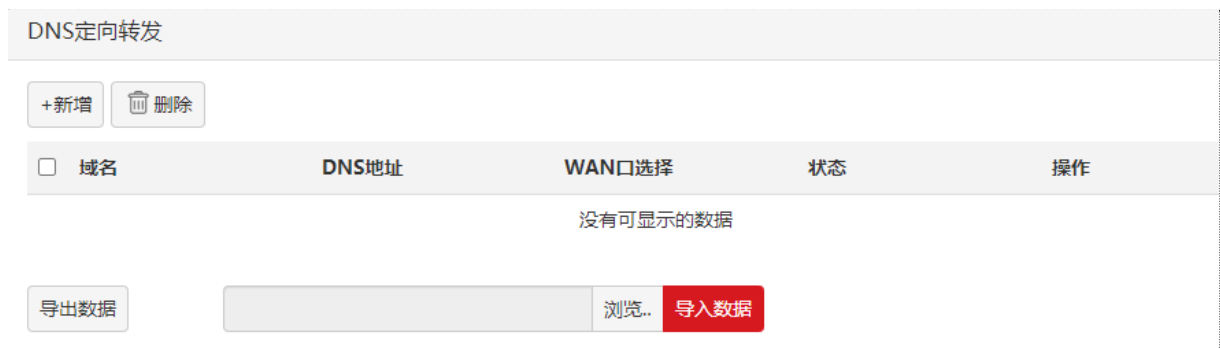 DNS定向转发
+新增 删除
域名 DNS地址 WAN口选择 状态 操作
没有可显示的数据
导出数据 浏览.. 导入数据